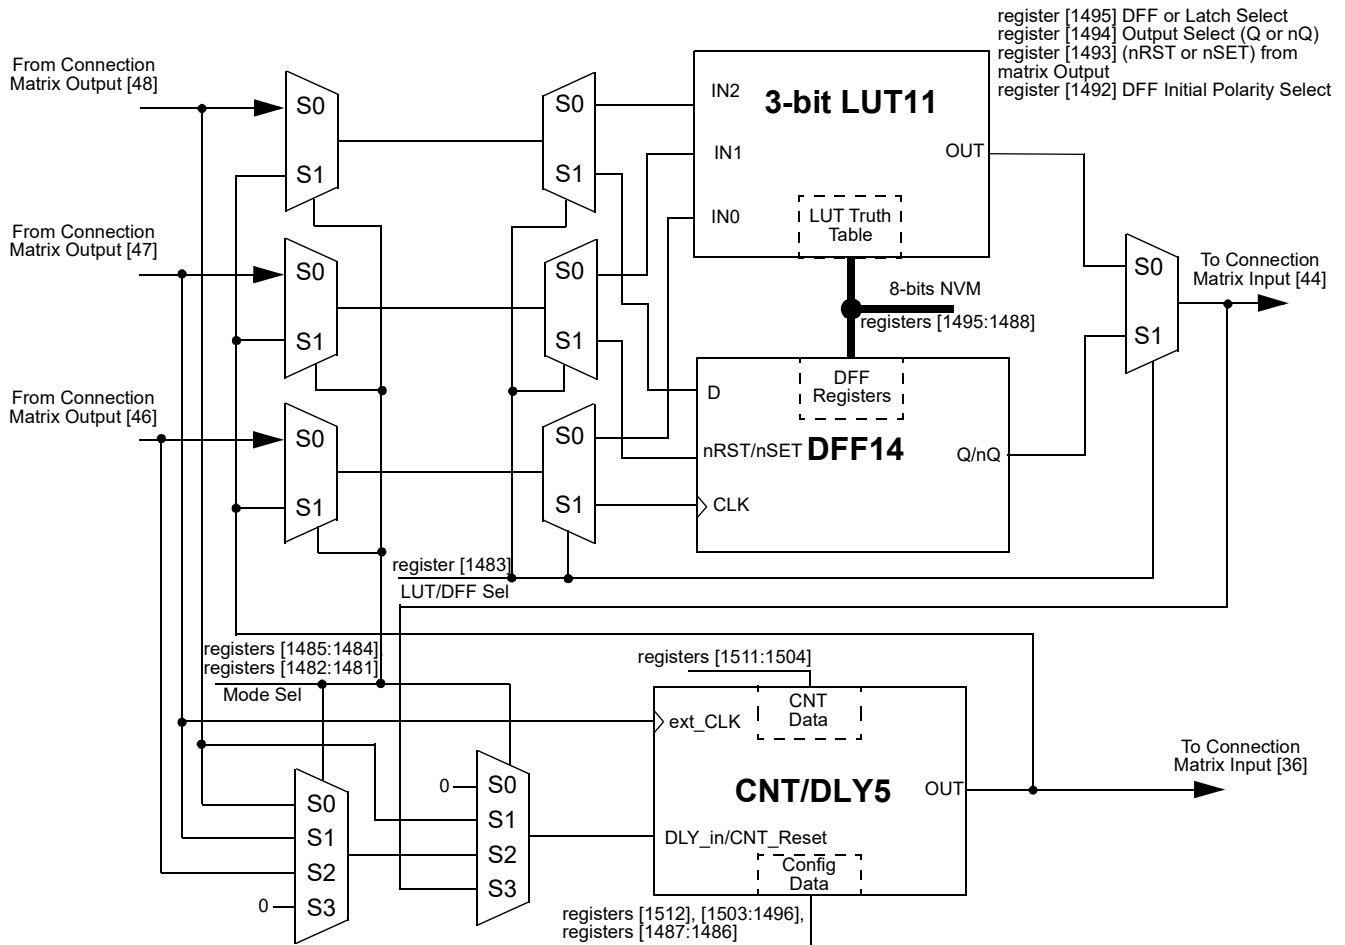 register [1495] DFF or Latch Select
register [1494] Output Select (Q or nQ)
register [1493] (nRST or nSET) from
matrix Output
register [1492] DFF Initial Polarity Select
From Connection
Matrix Output [48]
S0
S1
S0
S1
IN2
3-bit LUT11
IN1
OUT
IN0
LUT Truth
Table
From Connection
Matrix Output [47]
S0
S1
S0
S1
8-bits NVM
registers [1495:1488]
S0
S1
To Connection
Matrix Input [44]
From Connection
Matrix Output [46]
S0
S1
S0
S1
DFF
Registers
D
nRST/nSET
DFF14
Q/nQ
CLK
register [1483]
LUT/DFF Sel
registers [1485:1484],
registers [1482:1481]
Mode Sel
registers [1511:1504]
CNT
Data
ext_CLK
CNT/DLY5
OUT
To Connection
Matrix Input [36]
DLY_in/CNT_Reset
Config
Data
0
S0
S1
S2
S3
S0
S1
S2
0
S3
registers [1512], [1503:1496],
registers [1487:1486]